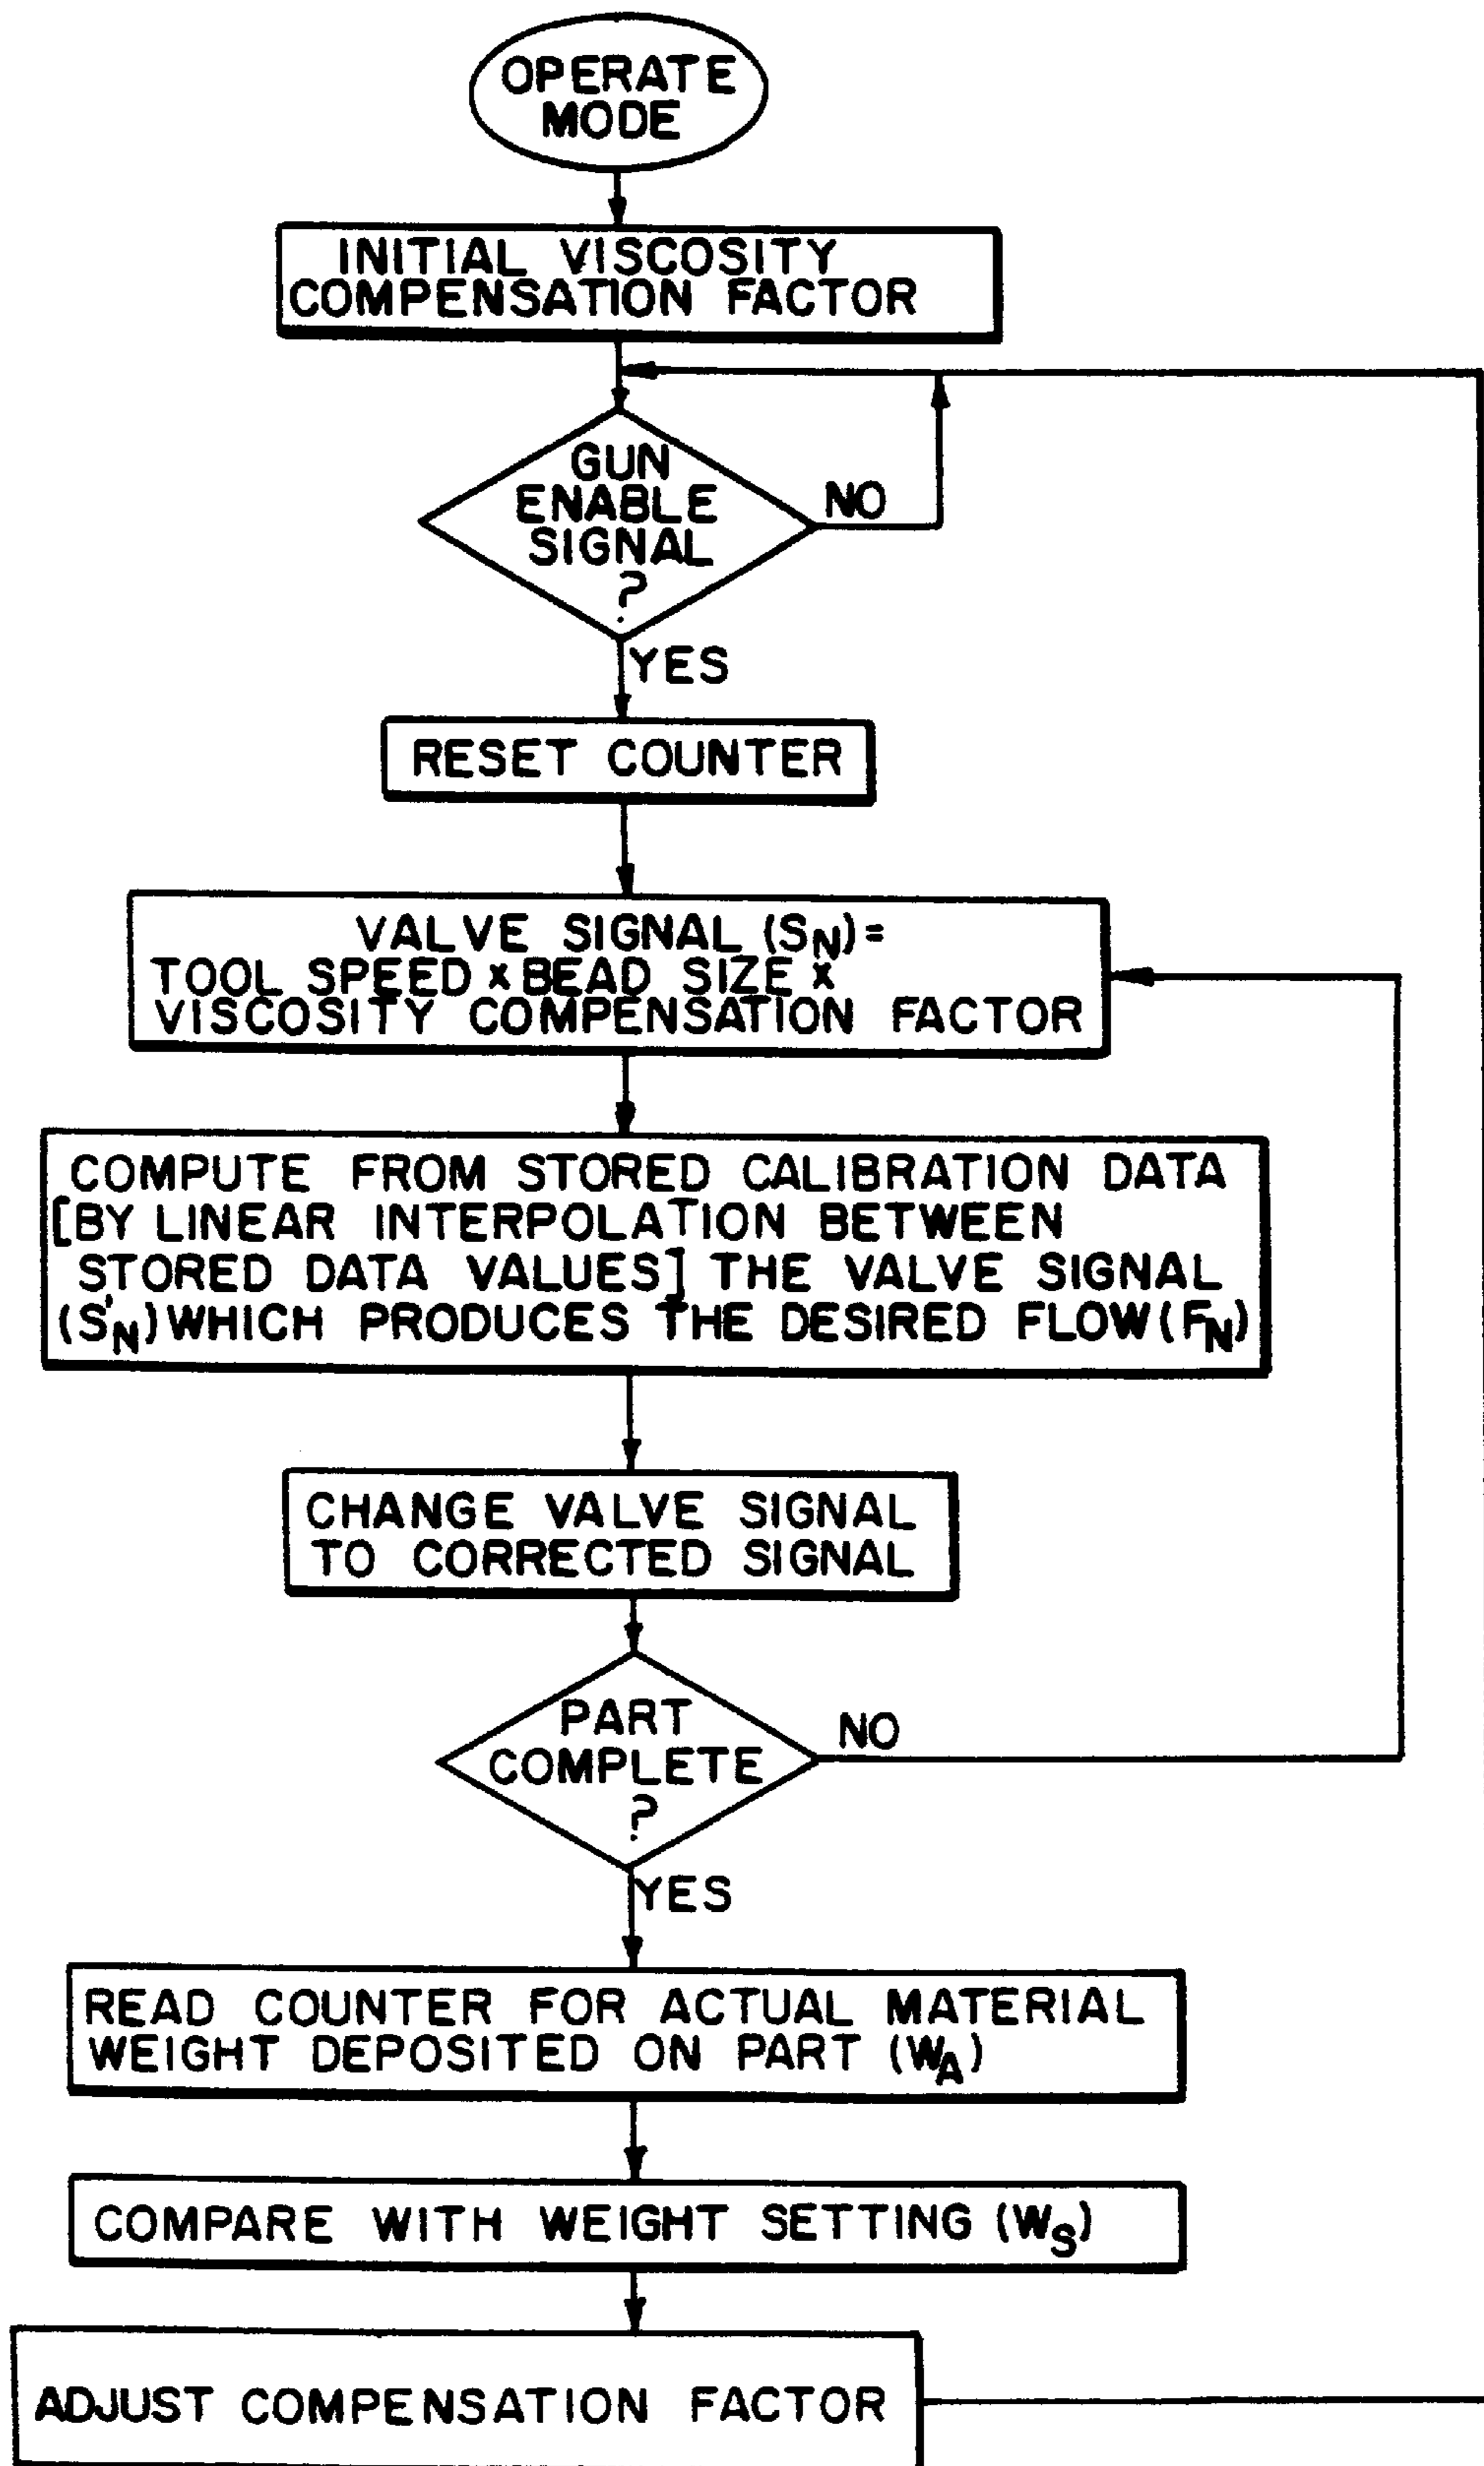 OPERATE
MODE
INITIAL VISCOSITY
COMPENSATION FACTOR
GUN
ENABLE
SIGNAL
?
NO
YES
RESET COUNTER
VALVE SIGNAL (SN)=
TOOL SPEED x BEAD SIZE x
VISCOSITY COMPENSATION FACTOR
COMPUTE FROM STORED CALIBRATION DATA
[BY LINEAR INTERPOLATION BETWEEN
STORED DATA VALUES] THE VALVE SIGNAL
(S'N) WHICH PRODUCES THE DESIRED FLOW (FN)
CHANGE VALVE SIGNAL
TO CORRECTED SIGNAL
PART
COMPLETE
?
NO
YES
READ COUNTER FOR ACTUAL MATERIAL
WEIGHT DEPOSITED ON PART (WA)
COMPARE WITH WEIGHT SETTING (WS)
ADJUST COMPENSATION FACTOR